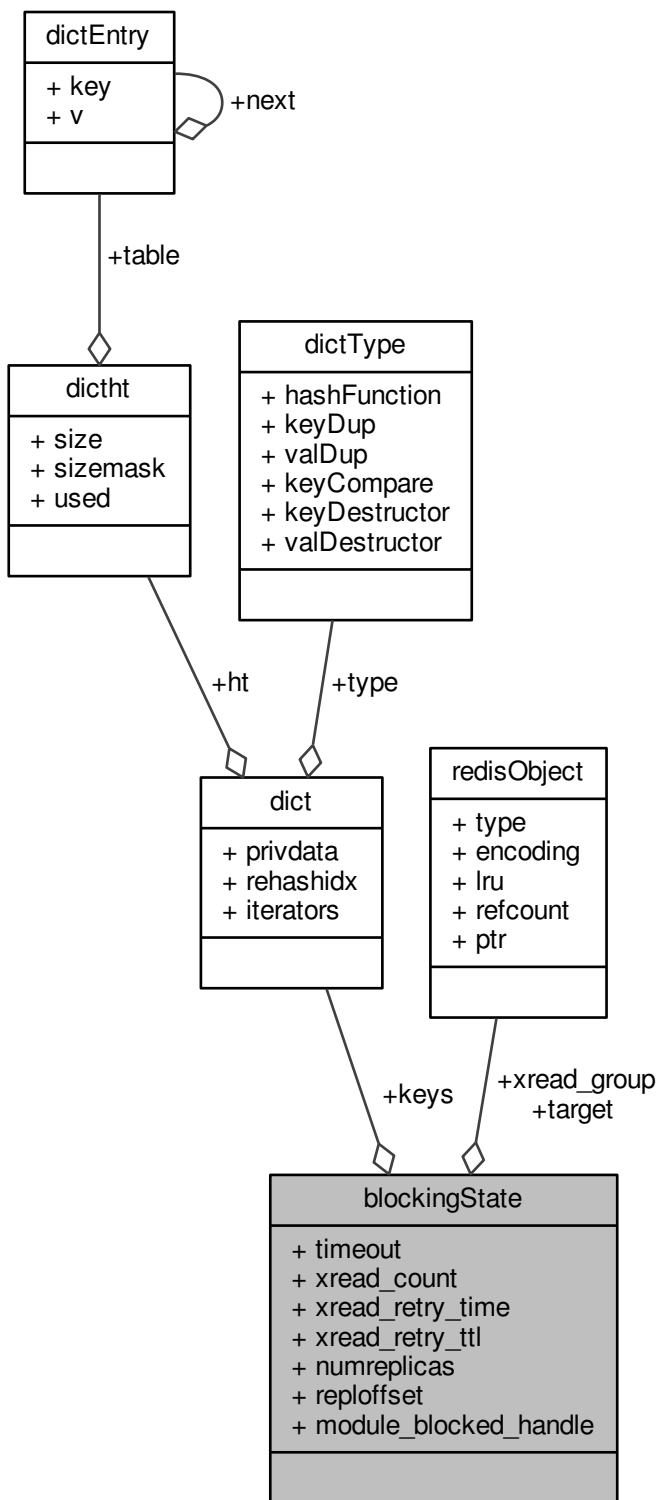 dictEntry
+ key
+ v
+next
+table
dictht
+ size
+ sizemask
+ used
dictType
+ hashFunction
+ keyDup
+ valDup
+ keyCompare
+ keyDestructor
+ valDestructor
+ht
+type
dict
+ privdata
+ rehashidx
+ iterators
redisObject
+ type
+ encoding
+ lru
+ refcount
+ ptr
+keys
+xread_group
+target
blockingState
+ timeout
+ xread_count
+ xread_retry_time
+ xread_retry_ttl
+ numreplicas
+ reploffset
+ module_blocked_handle